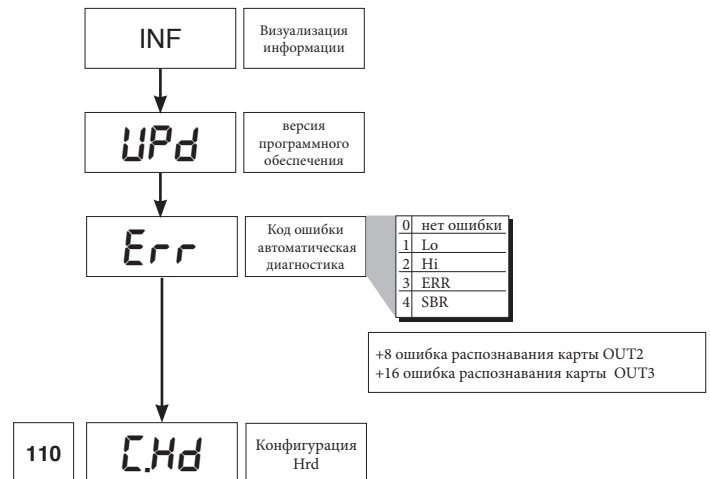 INF
Визуализация
информации
UPd
версия
программного
обеспечения
Err
Код ошибки
автоматическая
диагностика
0 нет ошибки
1 Lo
2 Hi
3 ERR
4 SBR
+8 ошибка распознавания карты OUT2
+16 ошибка распознавания карты OUT3
110
C.Hd
Конфигурация
Hrd